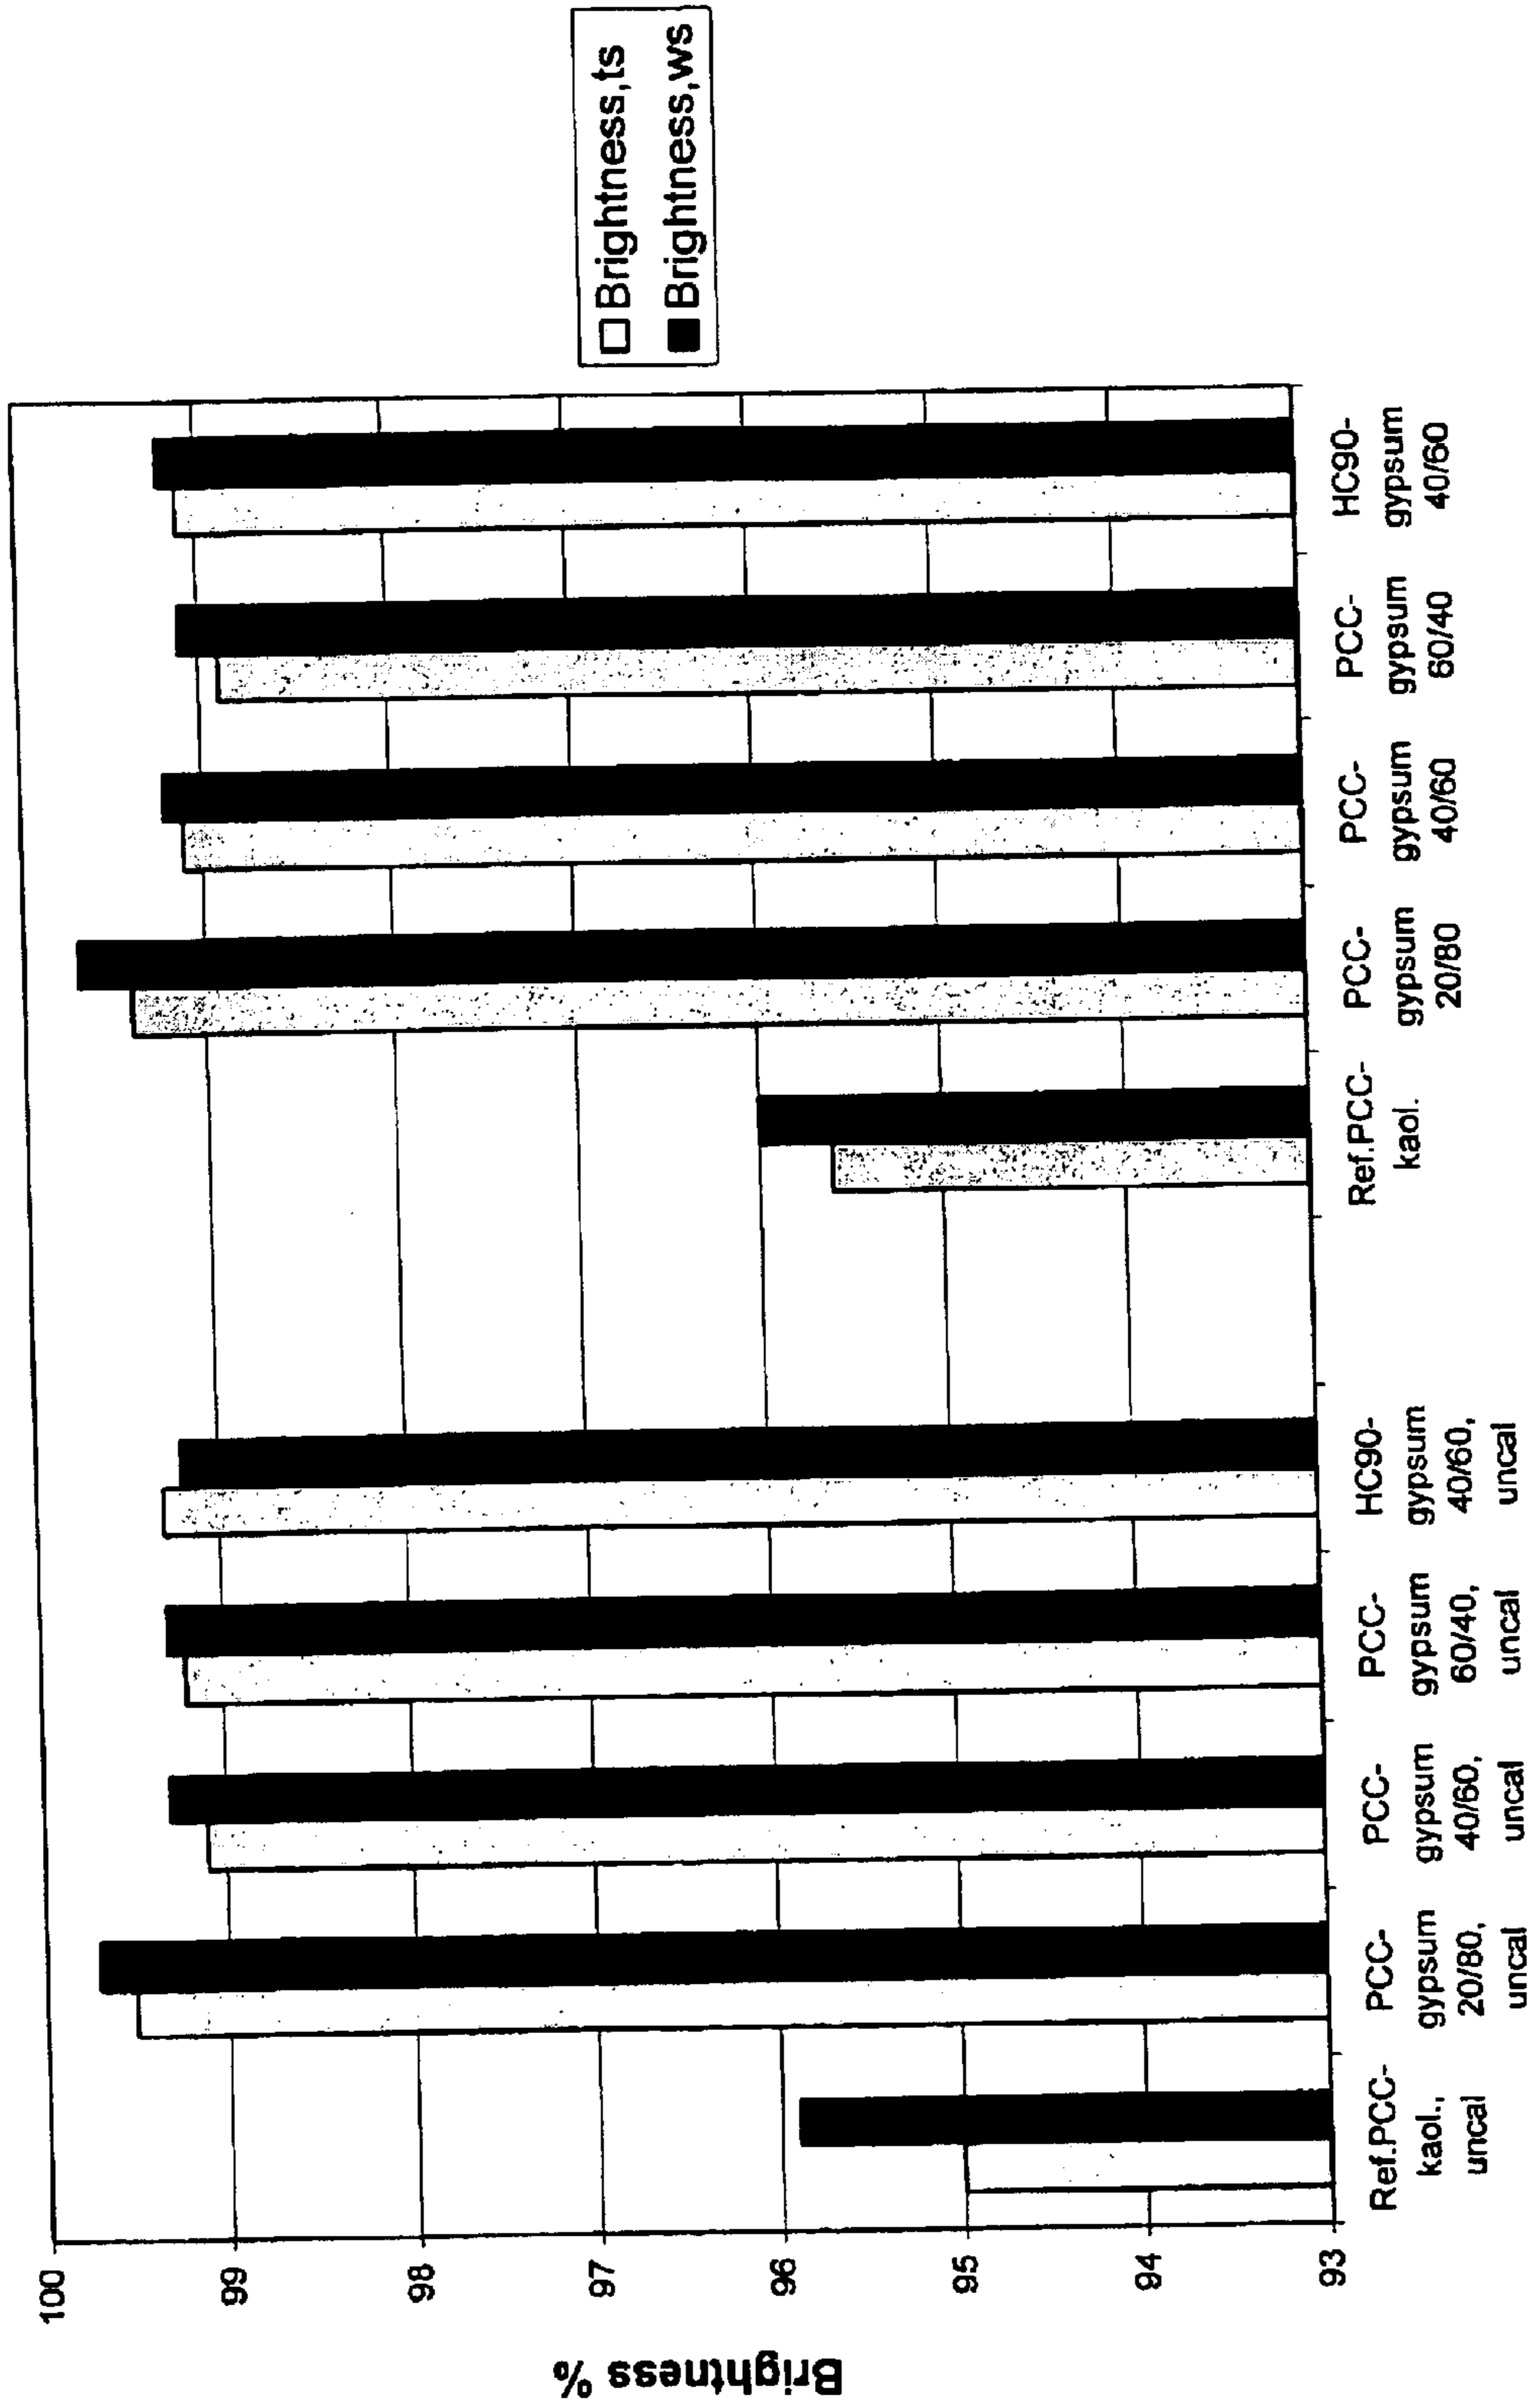 Brightness %
100
99
98
97
96
95
94
93
Ref.PCC-
kaol.,
uncal
PCC-
gypsum
20/80,
uncal
PCC-
gypsum
40/60,
uncal
PCC-
gypsum
60/40,
uncal
HC90-
gypsum
40/60,
uncal
Ref.PCC-
kaol.
PCC-
gypsum
20/80
PCC-
gypsum
40/60
PCC-
gypsum
60/40
HC90-
gypsum
40/60
Brightness,ts
Brightness,ws